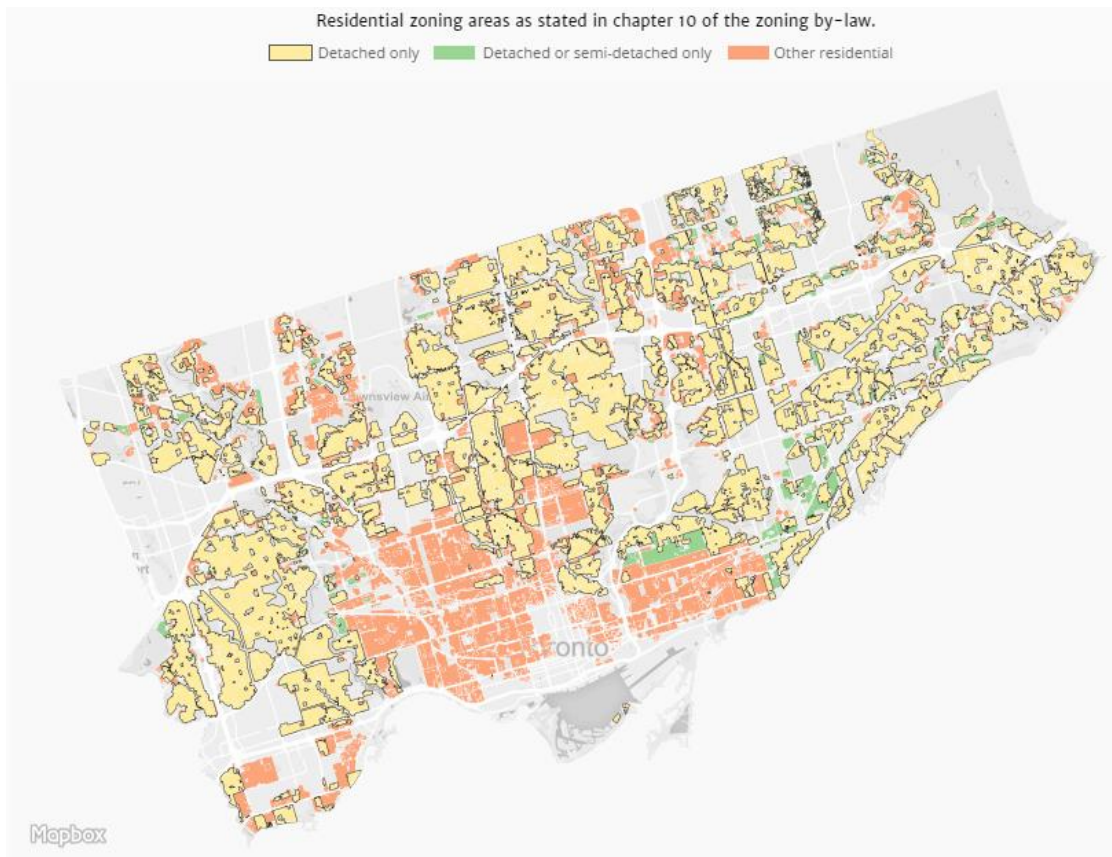 Residential zoning areas as stated in chapter 10 of the zoning by-law.
Detached only Detached or semi-detached only Other residential
Mapbox